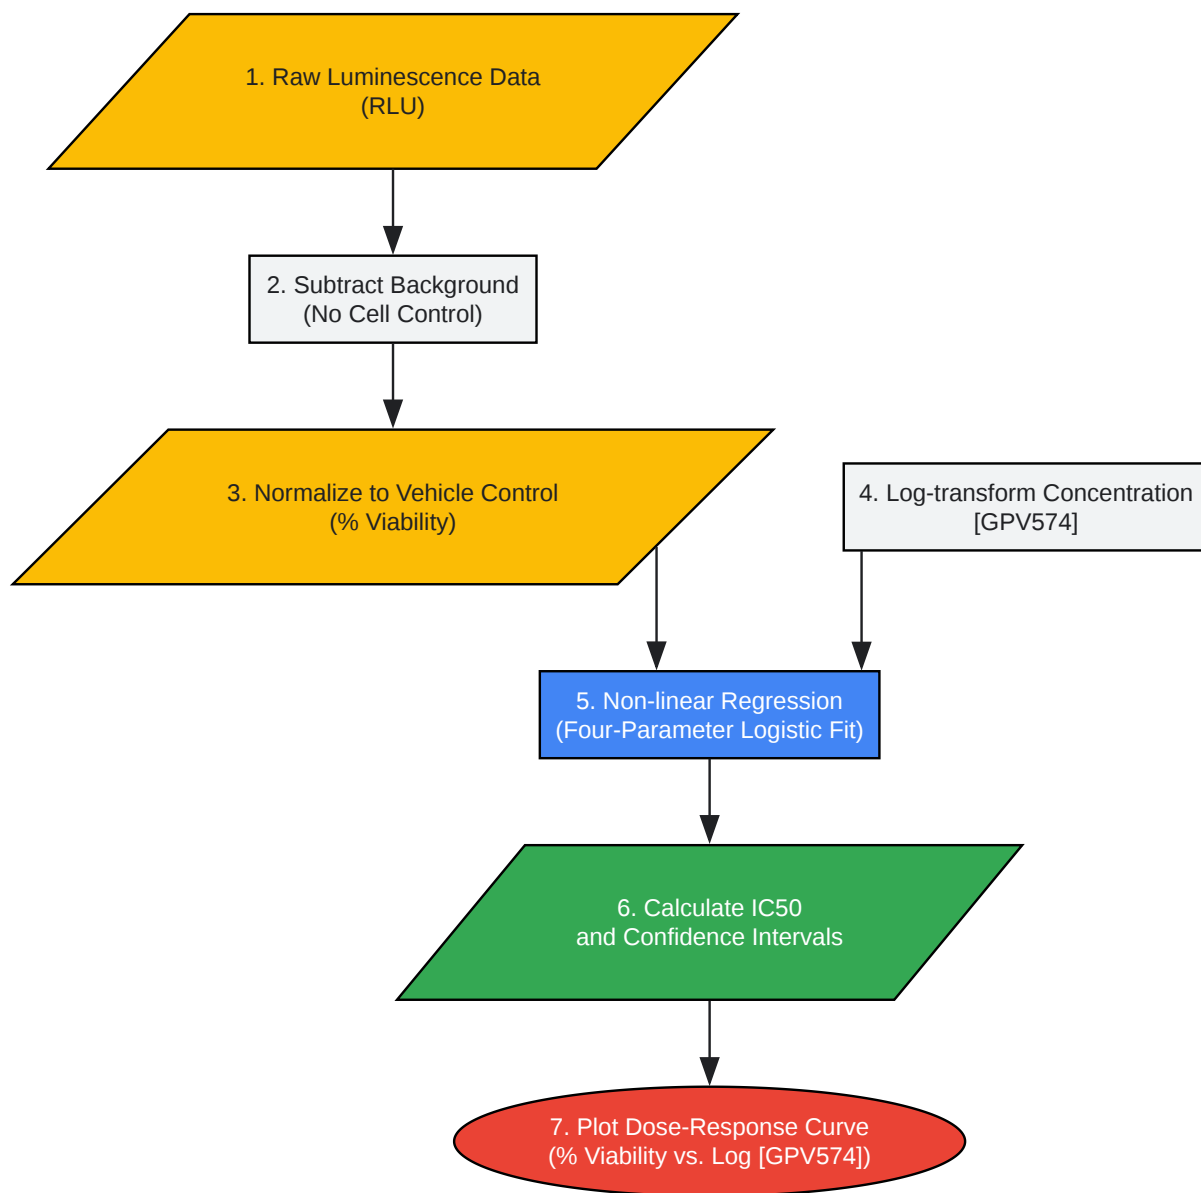 1. Raw Luminescence Data
(RLU)
2. Subtract Background
(No Cell Control)
3. Normalize to Vehicle Control
(% Viability)
4. Log-transform Concentration
[GPV574]
5. Non-linear Regression
(Four-Parameter Logistic Fit)
6. Calculate IC50
and Confidence Intervals
7. Plot Dose-Response Curve
(% Viability vs. Log [GPV574])